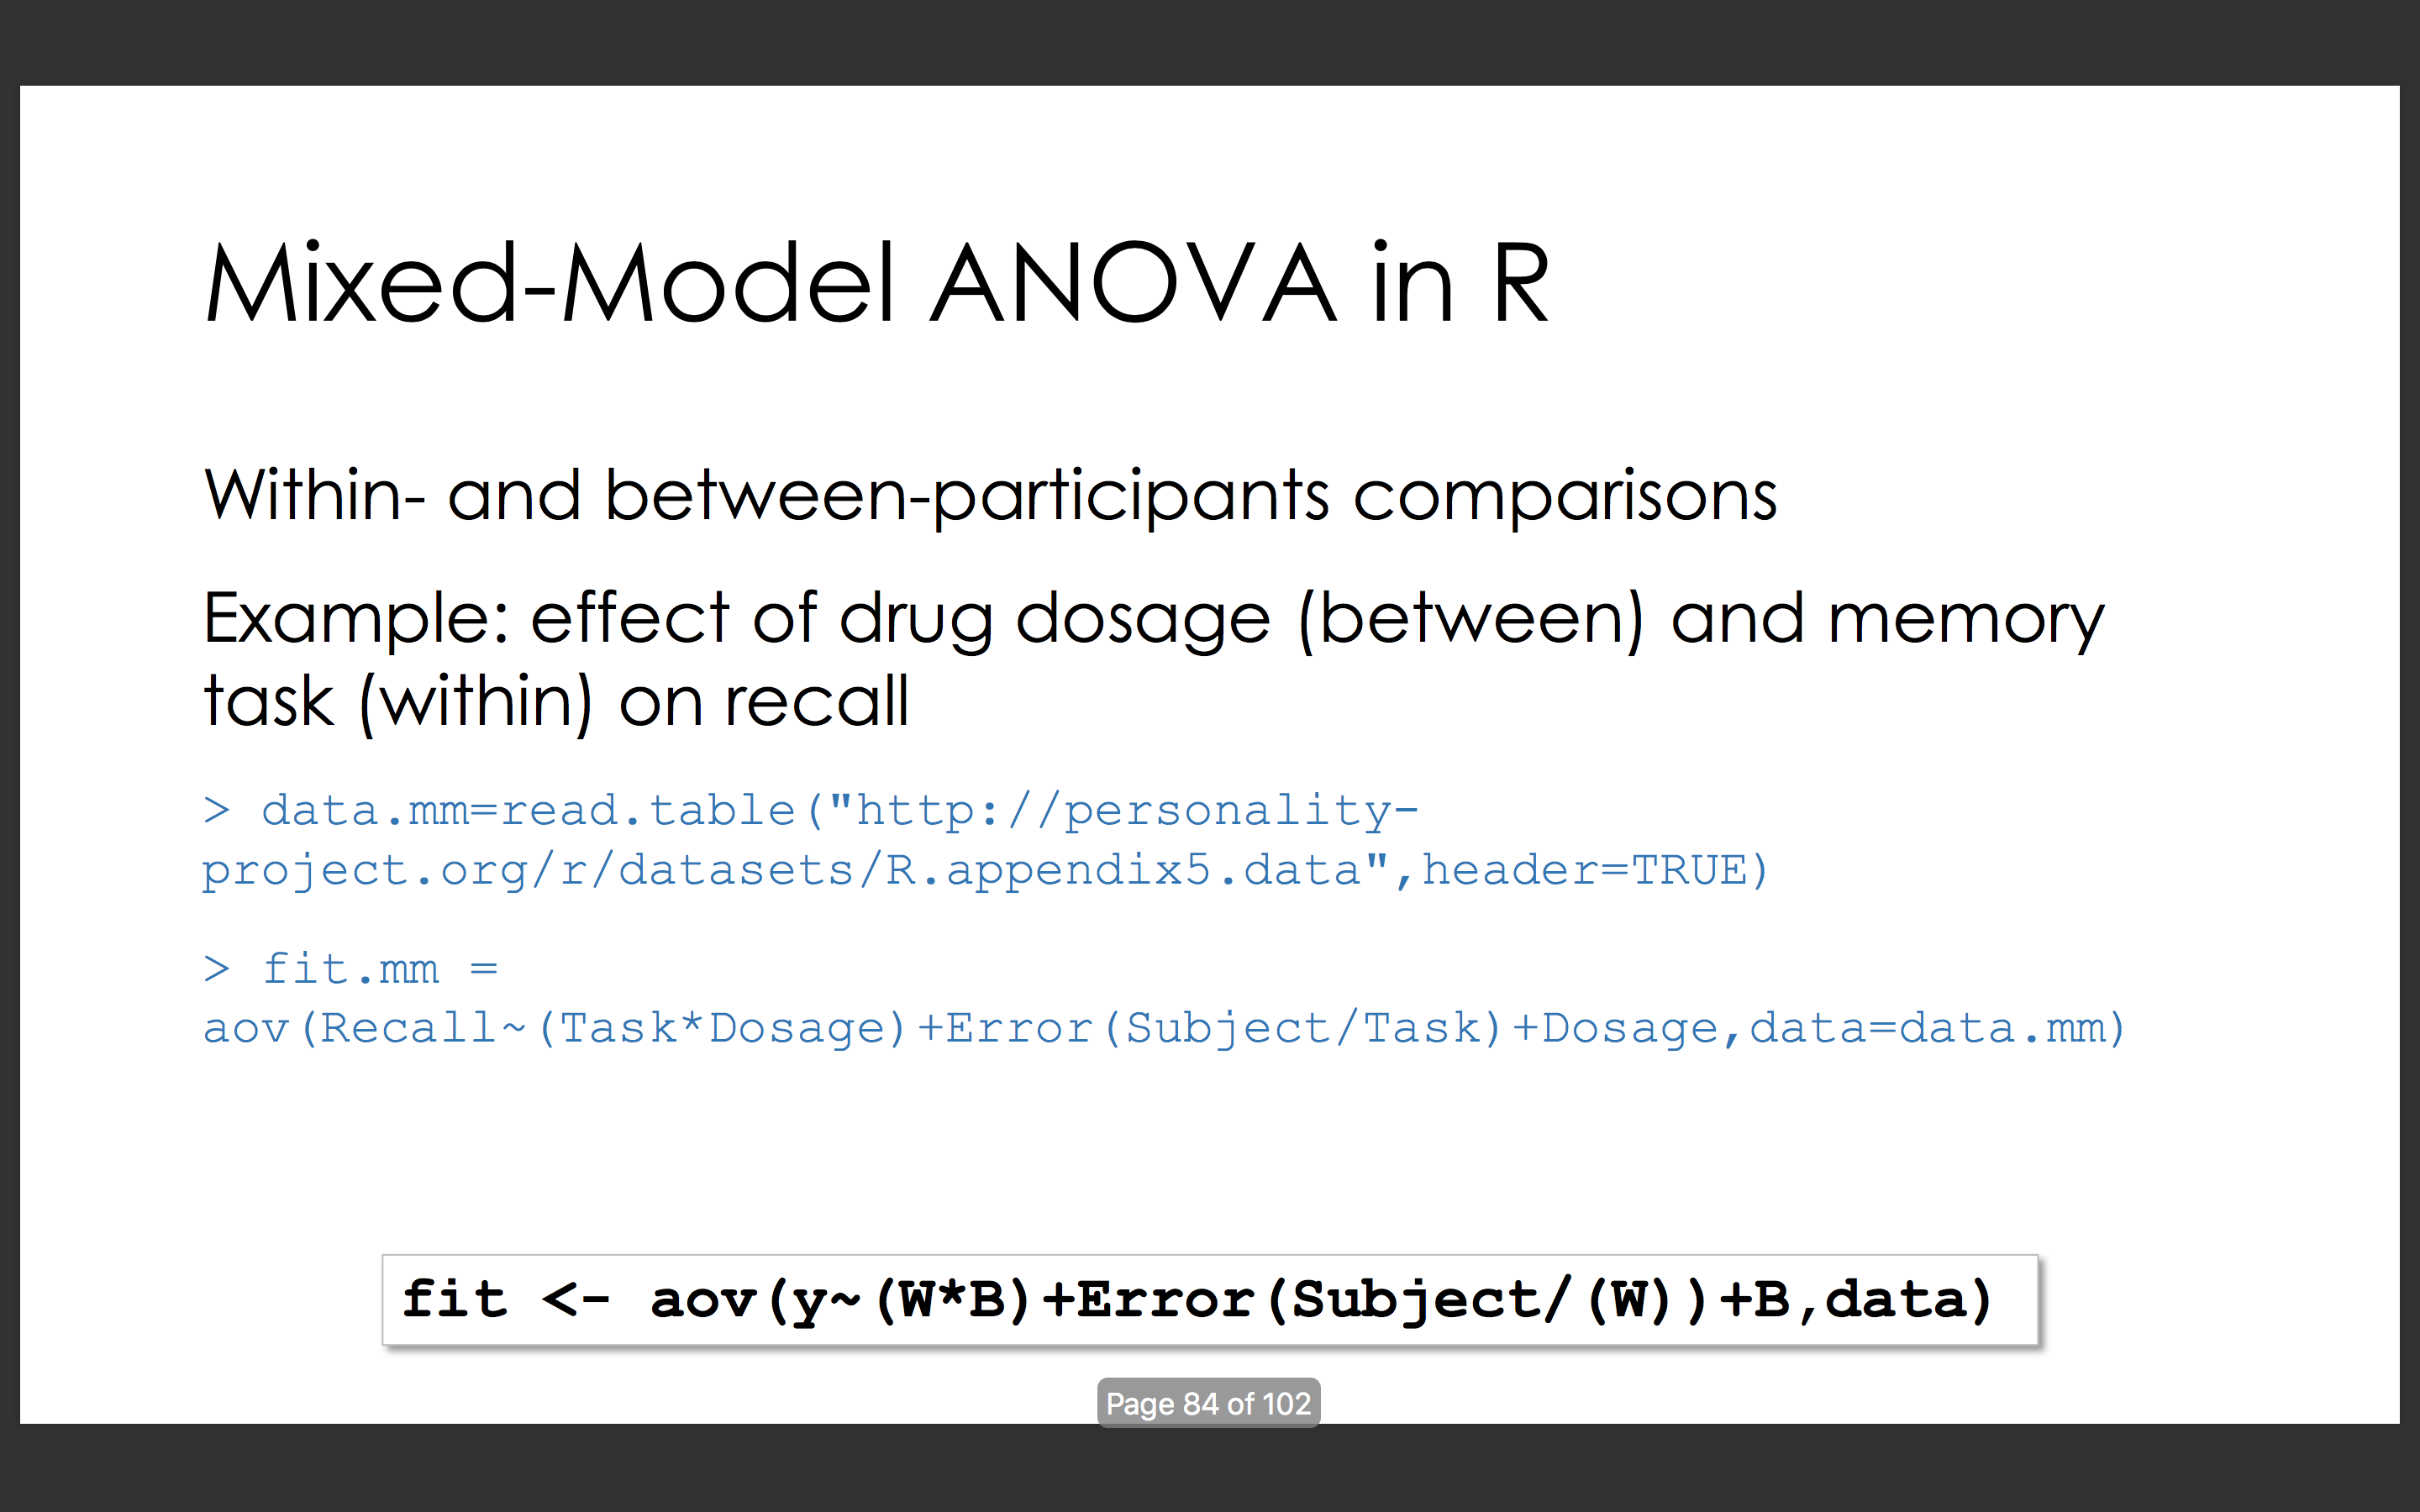 Mixed-Model ANOVA in R
Within- and between-participants comparisons
Example: effect of drug dosage (between) and memory
task (within) on recall
> data.mm=read.table("http://personality-
project.org/r/datasets/R.appendix5.data",header=TRUE)
> fit.mm =
aov(Recall~(Task*Dosage)+Error(Subject/Task)+Dosage,data=data.mm)
fit <- aov(y~(W*B)+Error(Subject/(W))+B,data)
Page 84 of 102